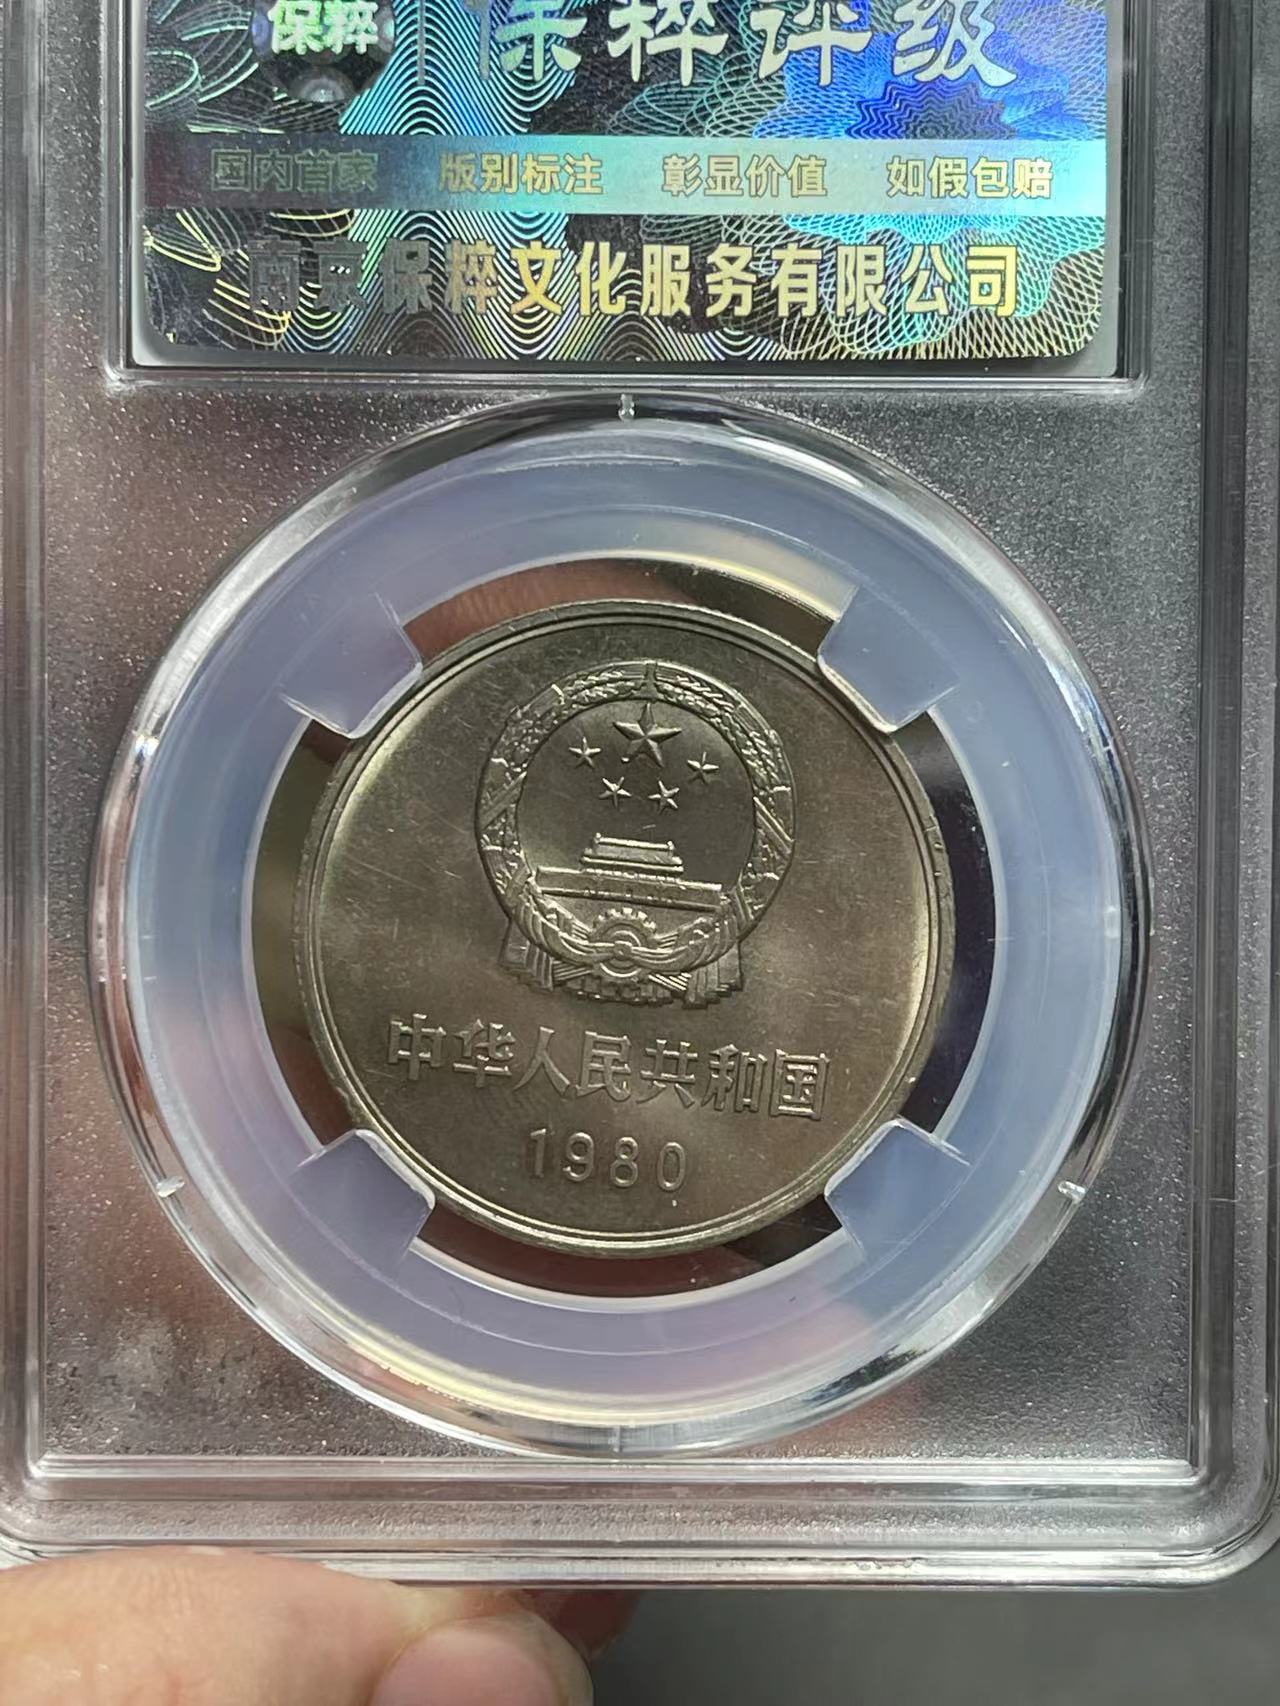 保粹 保粹评级
国内首家 版别标注 彰显价值 如假包赔
南京保粹文化服务有限公司
中华人民共和国
1980